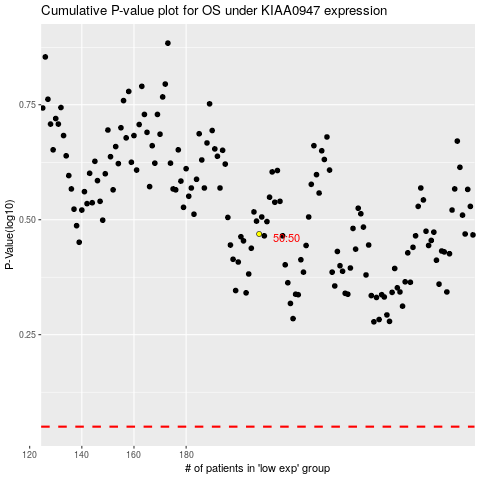 Cumulative P-value plot for OS under KIAA0947 expression
P-Value(log10)
0.75
0.50
0.25
50:50
120 140 160 180
# of patients in 'low exp' group